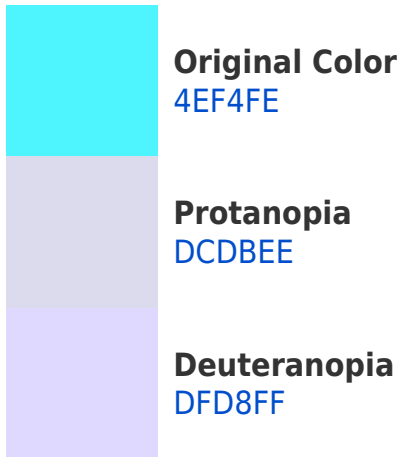 Original Color
4EF4FE
Protanopia
DCDBEE
Deuteranopia
DFD8FF